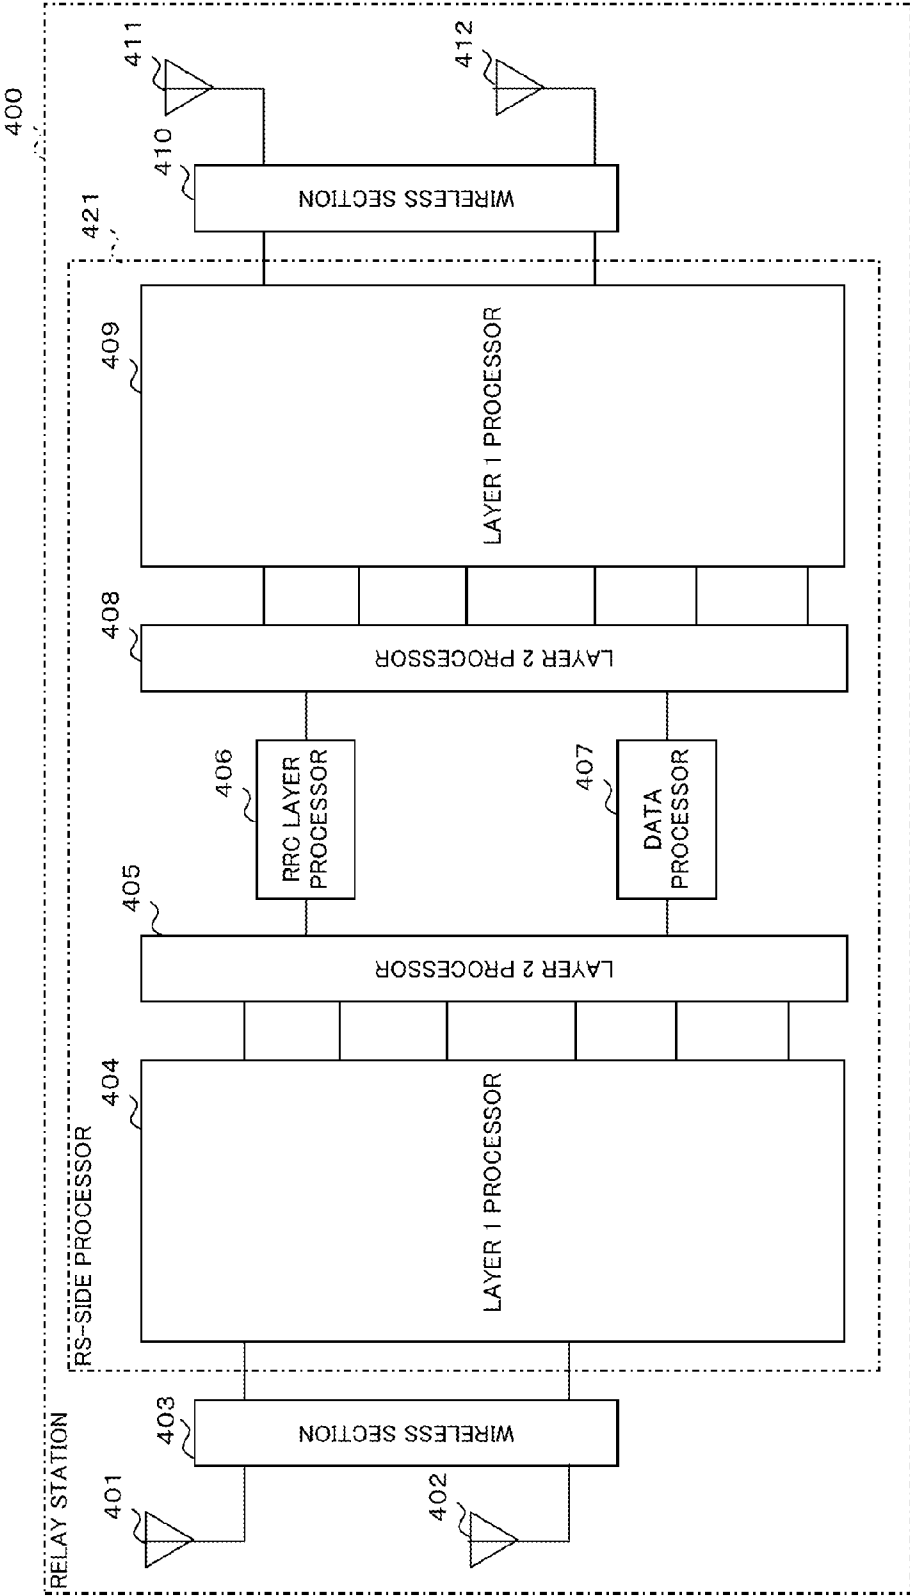 400
RELAY STATION
421
RS-SIDE PROCESSOR
401
402
403
WIRELESS SECTION
404
LAYER 1 PROCESSOR
405
LAYER 2 PROCESSOR
406
RRC LAYER
PROCESSOR
407
DATA
PROCESSOR
408
LAYER 2 PROCESSOR
409
LAYER 1 PROCESSOR
410
WIRELESS SECTION
411
412